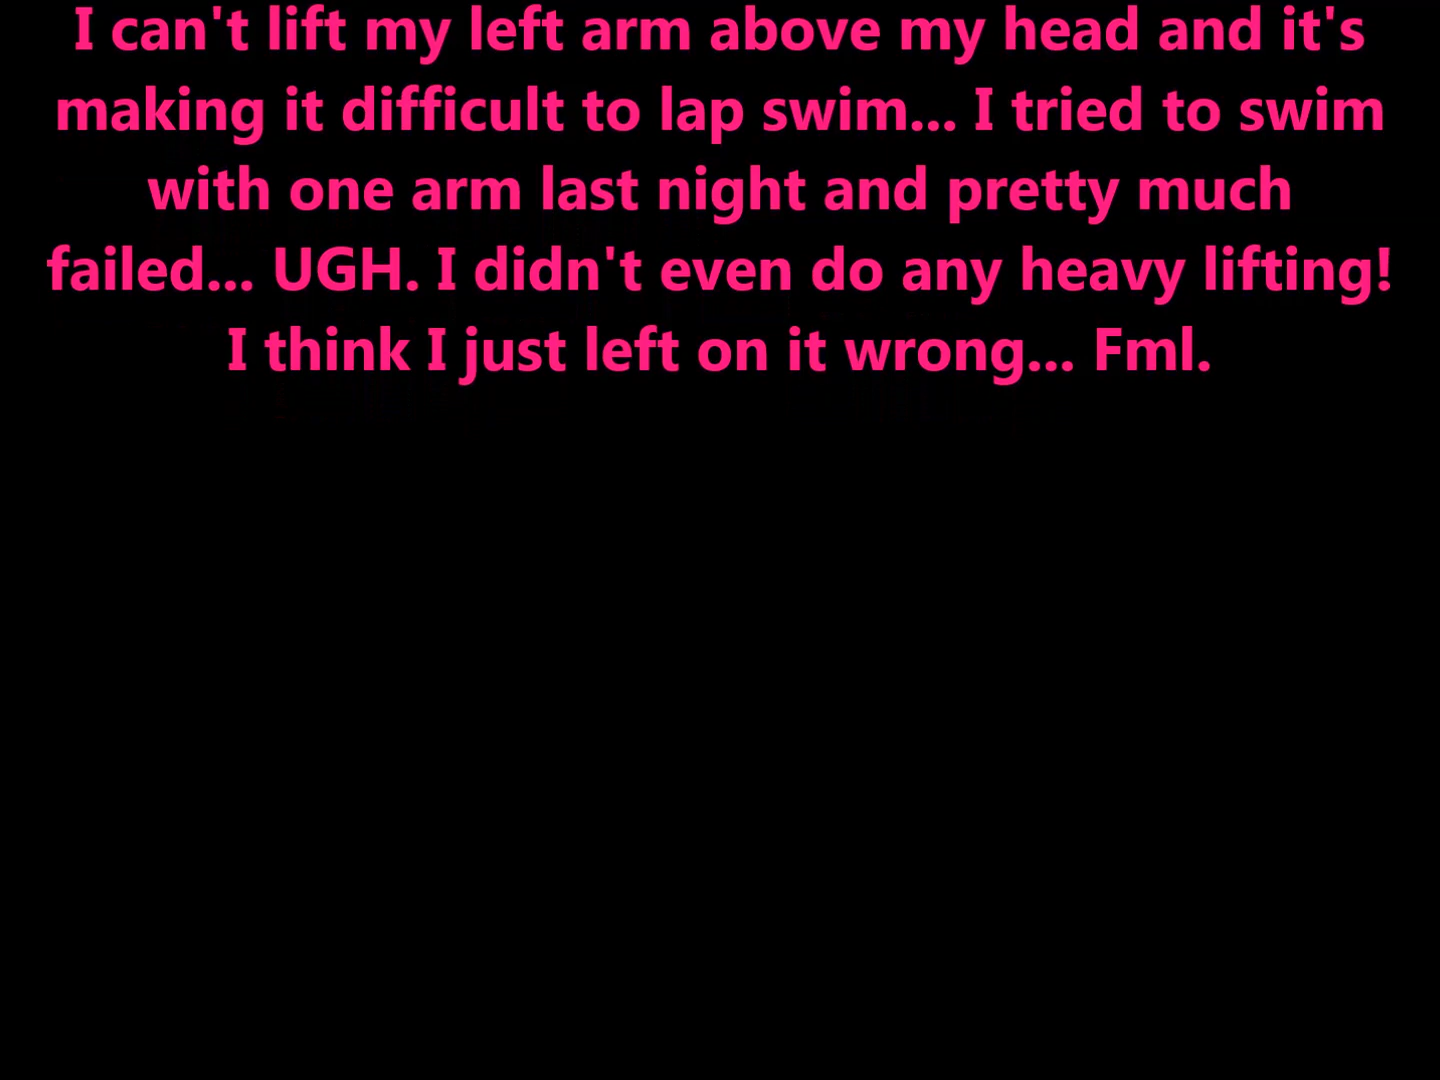 I can't lift my left arm above my head and it's
making it difficult to lap swim... I tried to swim
with one arm last night and pretty much
failed... UGH. I didn't even do any heavy lifting!
I think I just left on it wrong... Fml.